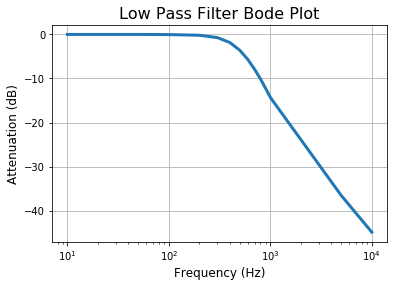 Low Pass Filter Bode Plot
Attenuation (dB)
0
−10
−20
−30
−40
10¹ 10² 10³ 10⁴
Frequency (Hz)